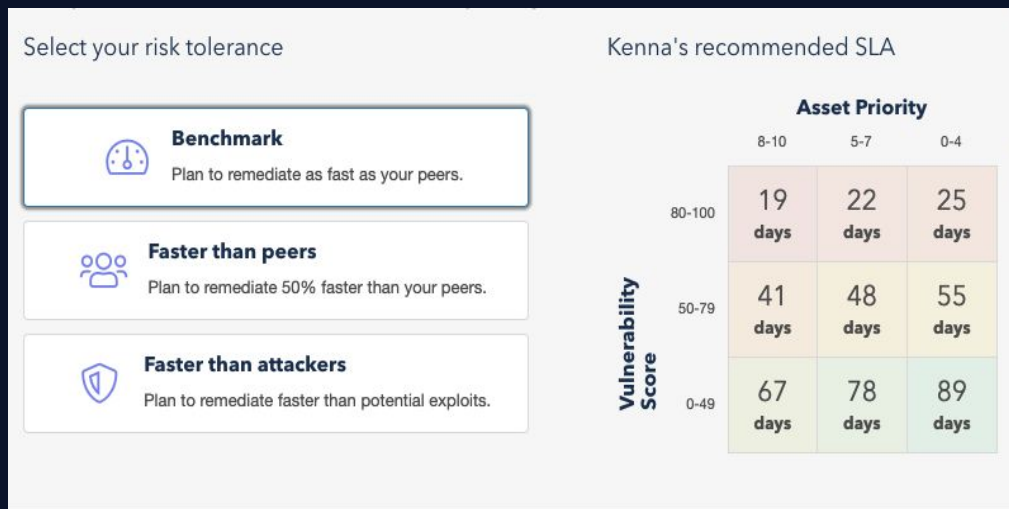 Select your risk tolerance
Benchmark
Plan to remediate as fast as your peers.
Faster than peers
Plan to remediate 50% faster than your peers.
Faster than attackers
Plan to remediate faster than potential exploits.
Kenna's recommended SLA
Asset Priority
8-10 5-7 0-4
Vulnerability
Score
80-100
19 days
22 days
25 days
50-79
41 days
48 days
55 days
0-49
67 days
78 days
89 days